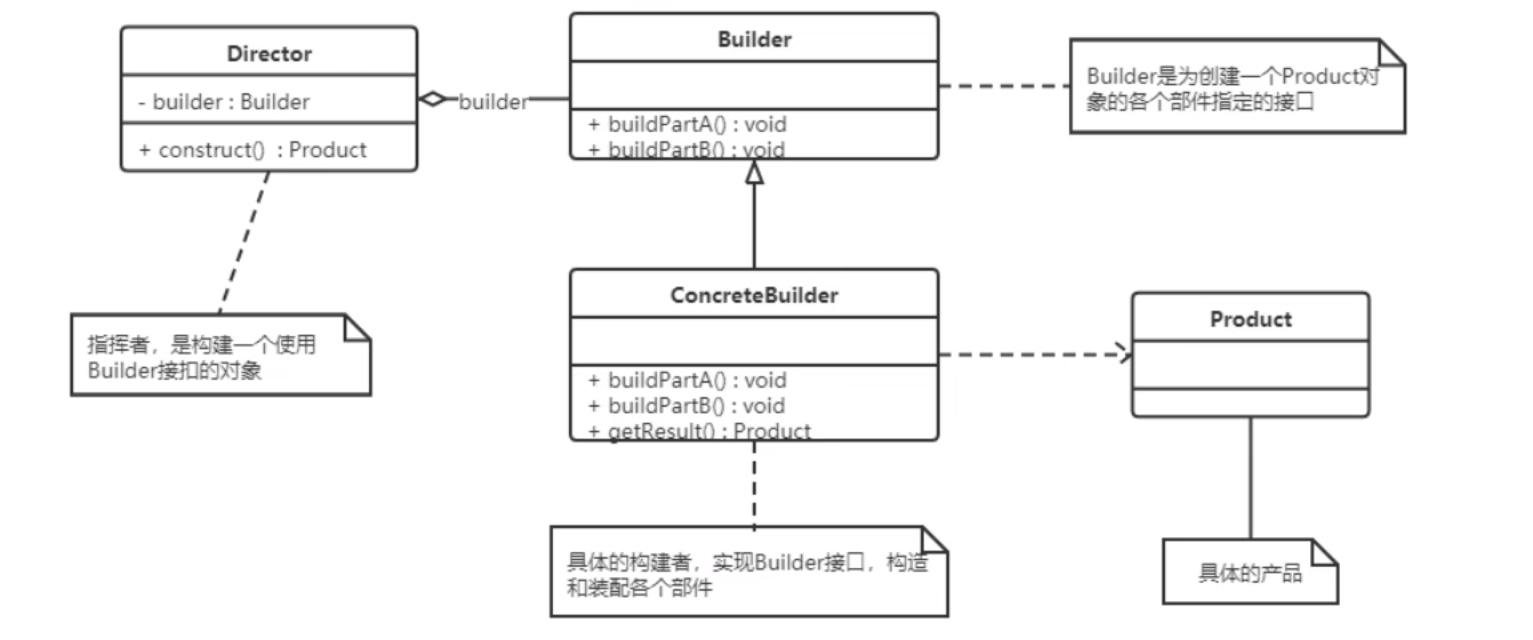 Director
- builder : Builder
+ construct() : Product
builder
Builder
+ buildPartA() : void
+ buildPartB() : void
Builder是为创建一个Product对
象的各个部件指定的接口
指挥者，是构建一个使用
Builder接扣的对象
ConcreteBuilder
+ buildPartA() : void
+ buildPartB() : void
+ getResult() : Product
Product
具体的构建者，实现Builder接口，构造
和装配各个部件
具体的产品